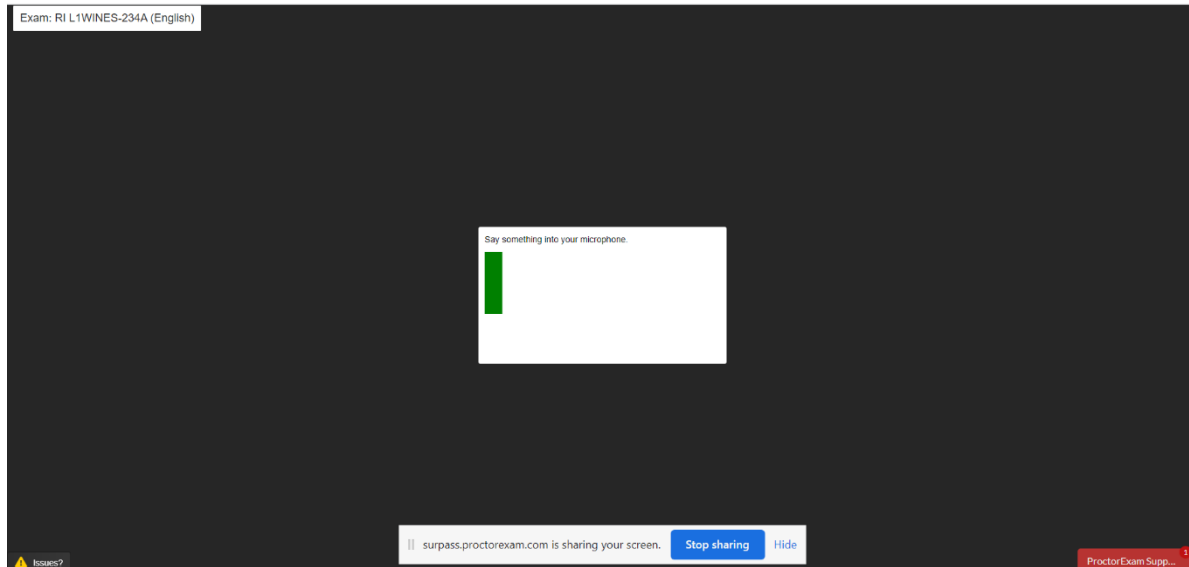 Exam: RI L1WINES-234A (English)
Say something into your microphone.
surpass.proctorexam.com is sharing your screen. Stop sharing Hide
Issues? ProctorExam Supp... 1